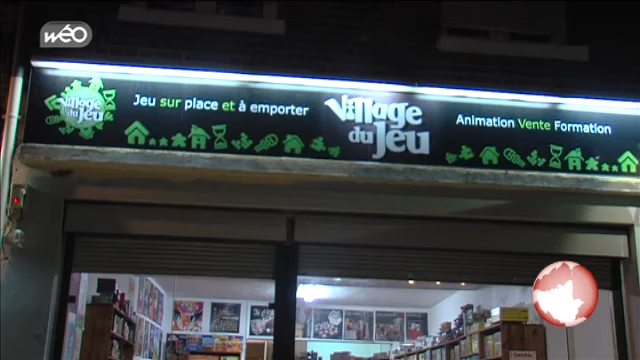 wéo
Village du Jeu
Jeu sur place et à emporter
Village
du Jeu
Animation Vente Formation